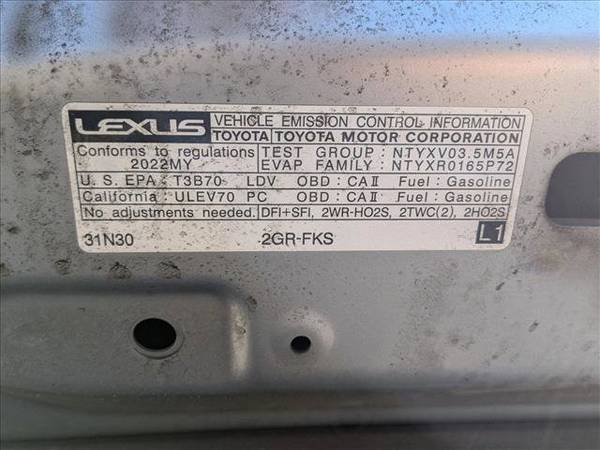 LEXUS VEHICLE EMISSION CONTROL INFORMATION
TOYOTA TOYOTA MOTOR CORPORATION
Conforms to regulations TEST GROUP : NTYXV03.5M5A
2022MY EVAP FAMILY : NTYXR0165P72
U. S. EPA : T3B70 LDV OBD : CAII Fuel : Gasoline
California : ULEV70 PC OBD : CAII Fuel : Gasoline
No adjustments needed. DFI+SFI, 2WR-HO2S, 2TWC(2), 2HO2S
31N30 2GR-FKS L1